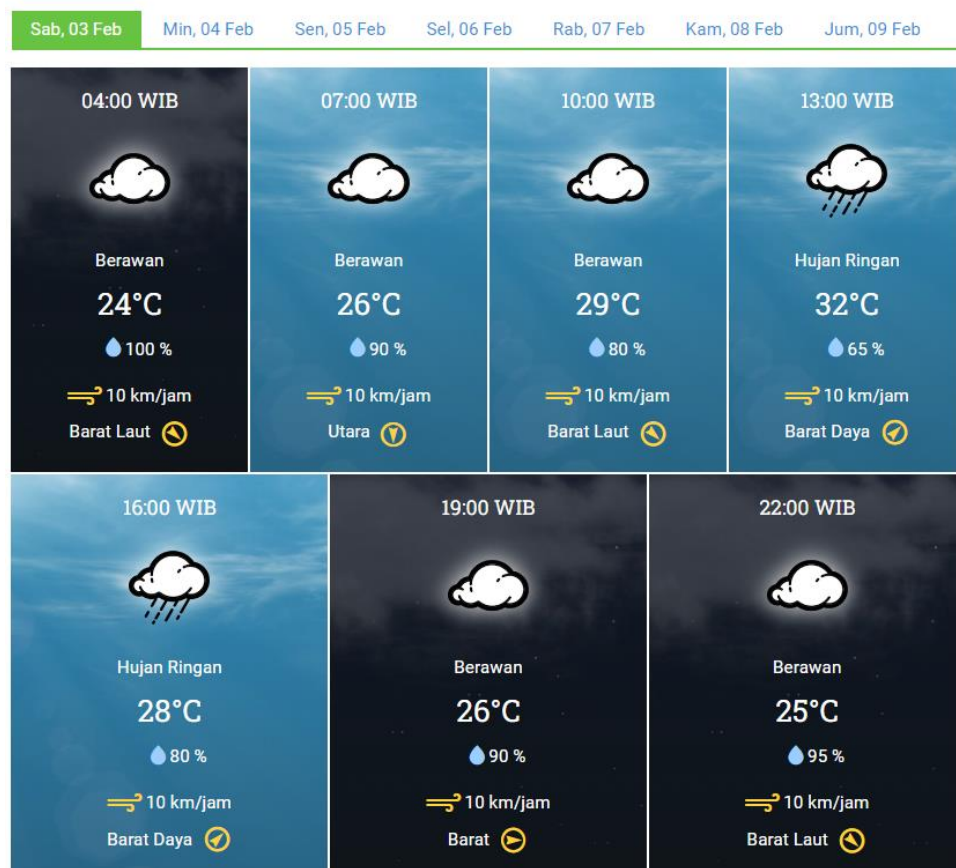 Sab, 03 Feb Min, 04 Feb Sen, 05 Feb Sel, 06 Feb Rab, 07 Feb Kam, 08 Feb Jum, 09 Feb
04:00 WIB
Berawan
24°C
100 %
10 km/jam
Barat Laut
07:00 WIB
Berawan
26°C
90 %
10 km/jam
Utara
10:00 WIB
Berawan
29°C
80 %
10 km/jam
Barat Laut
13:00 WIB
Hujan Ringan
32°C
65 %
10 km/jam
Barat Daya
16:00 WIB
Hujan Ringan
28°C
80 %
10 km/jam
Barat Daya
19:00 WIB
Berawan
26°C
90 %
10 km/jam
Barat
22:00 WIB
Berawan
25°C
95 %
10 km/jam
Barat Laut